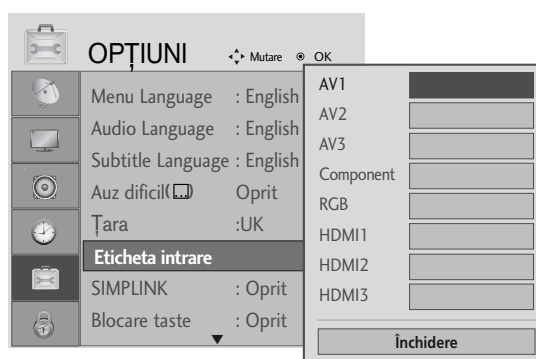 OPȚIUNI
Mutare OK
Menu Language : English
Audio Language : English
Subtitle Language : English
Auz dificil( ) Oprit
Țara :UK
Eticheta intrare
SIMPLINK : Oprit
Blocare taste : Oprit
AV1
AV2
AV3
Component
RGB
HDMI1
HDMI2
HDMI3
Închidere